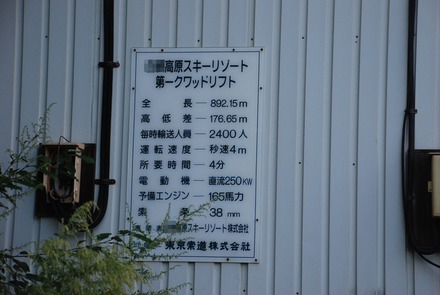 高原スキーリゾート
第一クワッドリフト
全長 ― 892.15m
高低差 ― 176.65m
毎時輸送人員 ― 2400人
運転速度 ― 秒速4m
所要時間 ― 4分
電動機 ― 直流250KW
予備エンジン ― 165馬力
索条 ― 38mm
高原スキーリゾート株式会社
東京索道株式会社